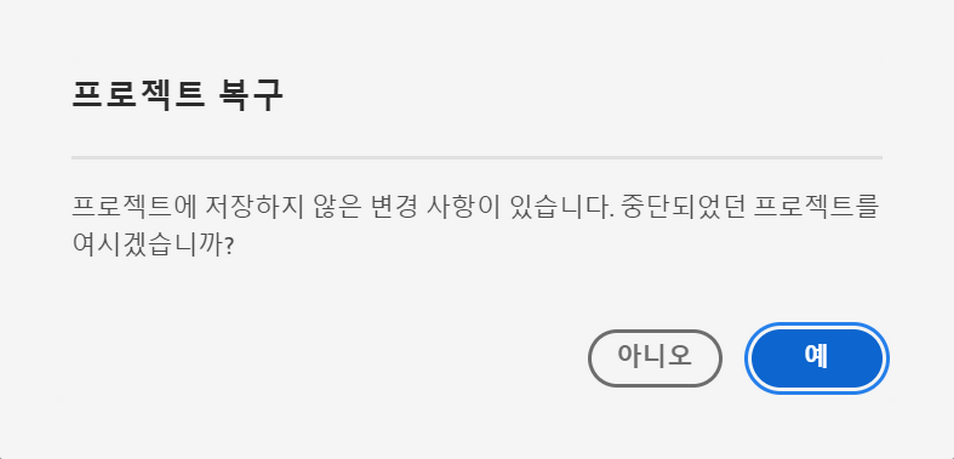 프로젝트 복구
프로젝트에 저장하지 않은 변경 사항이 있습니다. 중단되었던 프로젝트를
여시겠습니까?
아니오
예